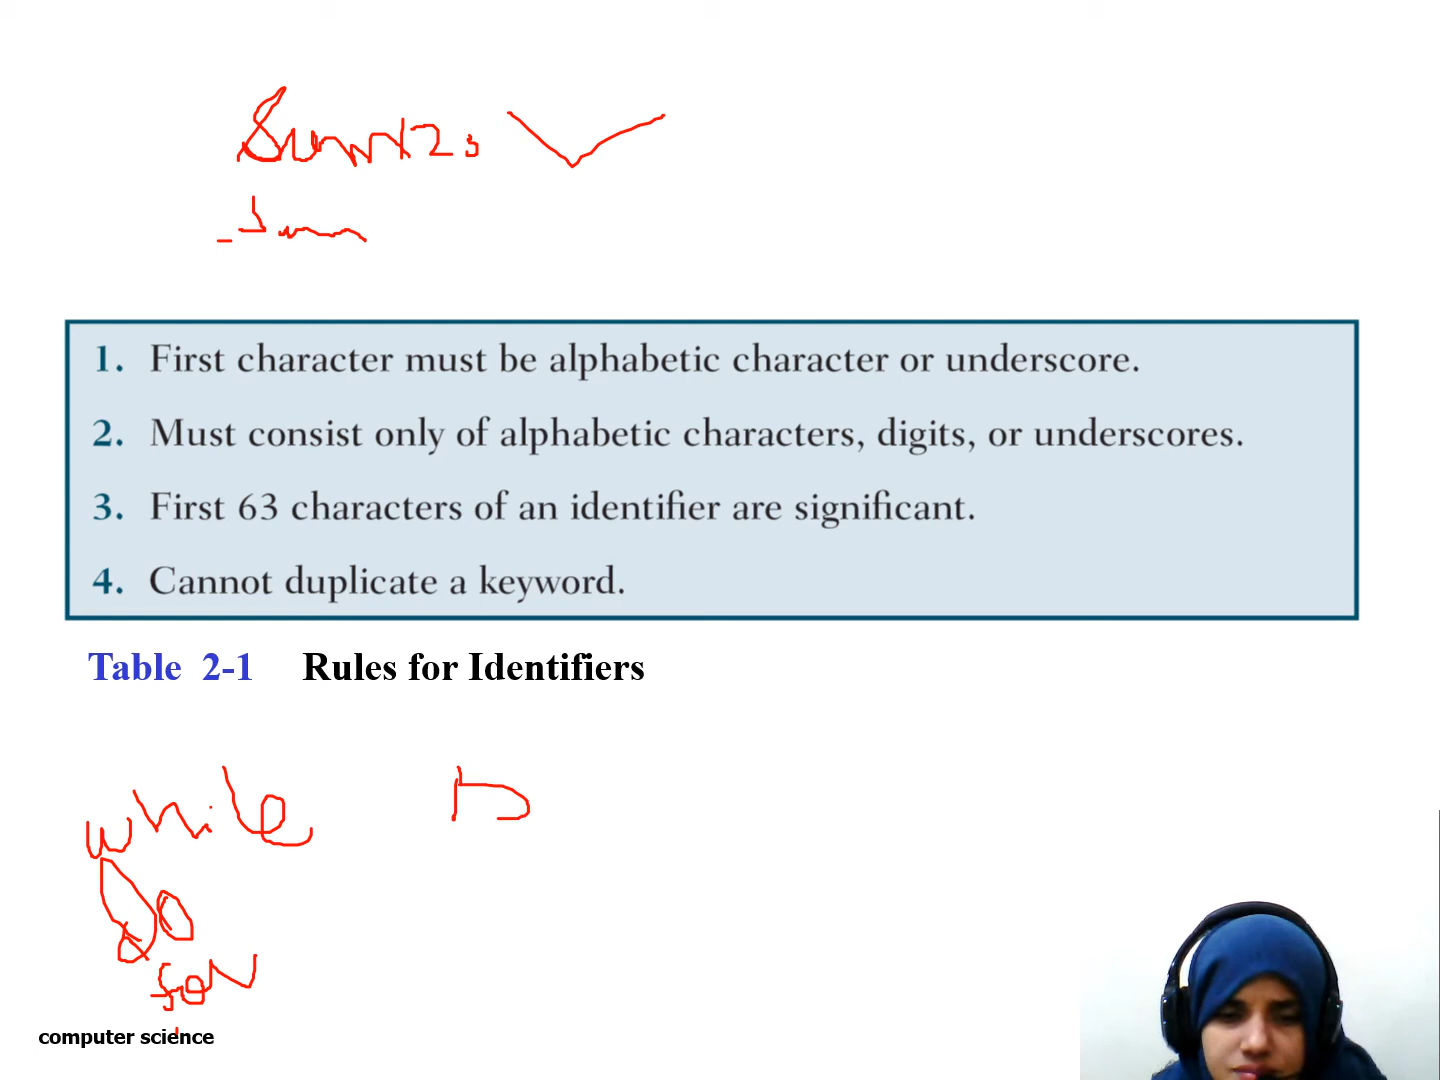 Sum123
_Sum
1. First character must be alphabetic character or underscore.
2. Must consist only of alphabetic characters, digits, or underscores.
3. First 63 characters of an identifier are significant.
4. Cannot duplicate a keyword.
Table 2-1 Rules for Identifiers
while
do
for
computer science